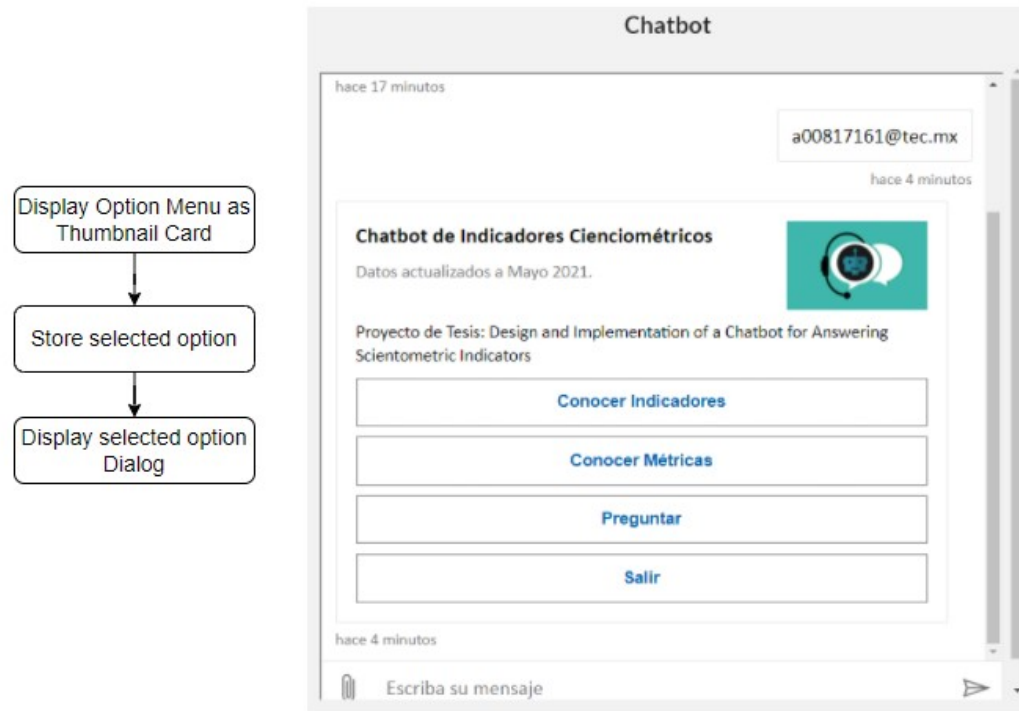 Display Option Menu as
Thumbnail Card
Store selected option
Display selected option
Dialog
Chatbot
hace 17 minutos
a00817161@tec.mx
hace 4 minutos
Chatbot de Indicadores Cienciométricos
Datos actualizados a Mayo 2021.
Proyecto de Tesis: Design and Implementation of a Chatbot for Answering
Scientometric Indicators
Conocer Indicadores
Conocer Métricas
Preguntar
Salir
hace 4 minutos
Escriba su mensaje